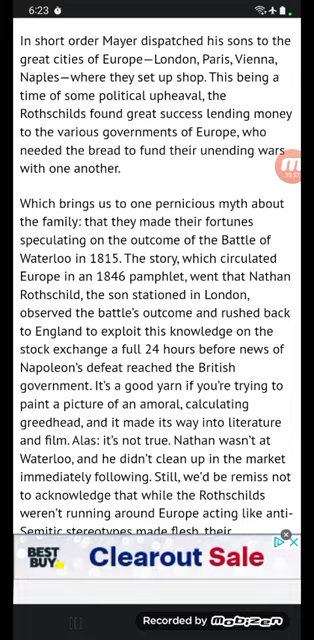 6:23
In short order Mayer dispatched his sons to the
great cities of Europe—London, Paris, Vienna,
Naples—where they set up shop. This being a
time of some political upheaval, the
Rothschilds found great success lending money
to the various governments of Europe, who
needed the bread to fund their unending wars
with one another.
Which brings us to one pernicious myth about
the family: that they made their fortunes
speculating on the outcome of the Battle of
Waterloo in 1815. The story, which circulated
Europe in an 1846 pamphlet, went that Nathan
Rothschild, the son stationed in London,
observed the battle's outcome and rushed back
to England to exploit this knowledge on the
stock exchange a full 24 hours before news of
Napoleon's defeat reached the British
government. It's a good yarn if you're trying to
paint a picture of an amoral, calculating
greedhead, and it made its way into literature
and film. Alas: it's not true. Nathan wasn't at
Waterloo, and he didn't clean up in the market
immediately following. Still, we'd be remiss not
to acknowledge that while the Rothschilds
weren't running around Europe acting like anti-
Semitic stereotypes made flesh, their
BEST
BUY
Clearout Sale
Recorded by mobizen